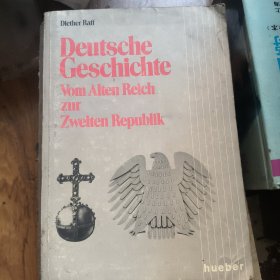 Diether Raff
Deutsche
Geschichte
Vom Alten Reich
zur
Zweiten Republik
hueber